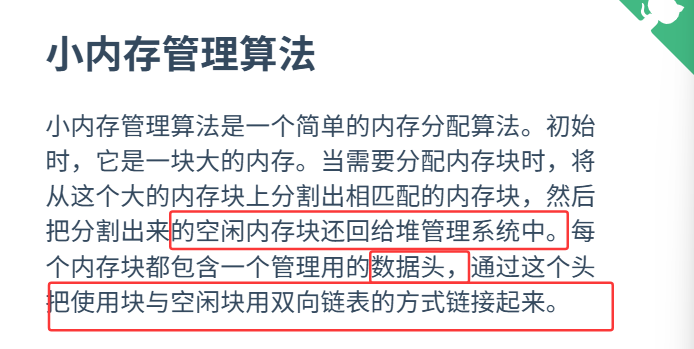 小内存管理算法
小内存管理算法是一个简单的内存分配算法。初始
时，它是一块大的内存。当需要分配内存块时，将
从这个大的内存块上分割出相匹配的内存块，然后
把分割出来的空闲内存块还回给堆管理系统中。每
个内存块都包含一个管理用的数据头，通过这个头
把使用块与空闲块用双向链表的方式链接起来。